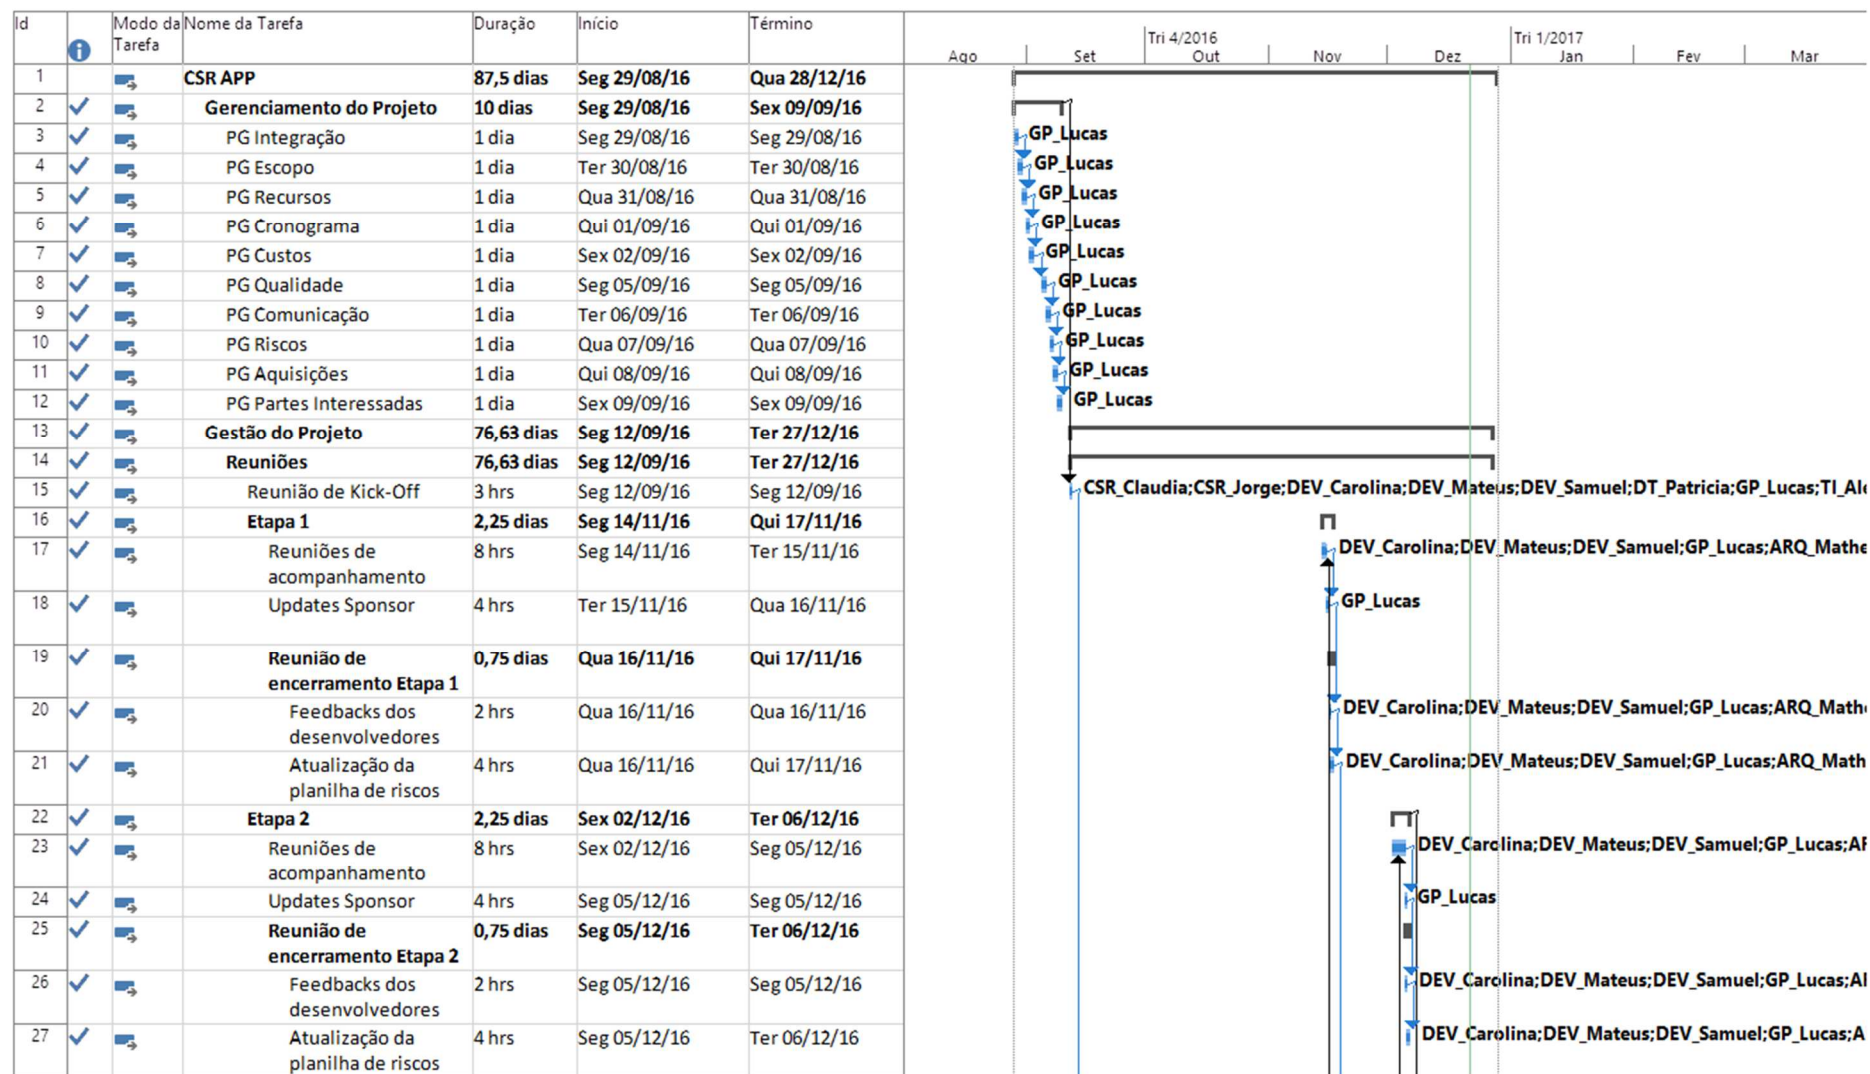 Id Modo da Nome da Tarefa Duração Início Término
Tarefa
Tri 4/2016 Tri 1/2017
Ago Set Out Nov Dez Jan Fev Mar
1 CSR APP 87,5 dias Seg 29/08/16 Qua 28/12/16
2 Gerenciamento do Projeto 10 dias Seg 29/08/16 Sex 09/09/16
3 PG Integração 1 dia Seg 29/08/16 Seg 29/08/16 GP_Lucas
4 PG Escopo 1 dia Ter 30/08/16 Ter 30/08/16 GP_Lucas
5 PG Recursos 1 dia Qua 31/08/16 Qua 31/08/16 GP_Lucas
6 PG Cronograma 1 dia Qui 01/09/16 Qui 01/09/16 GP_Lucas
7 PG Custos 1 dia Sex 02/09/16 Sex 02/09/16 GP_Lucas
8 PG Qualidade 1 dia Seg 05/09/16 Seg 05/09/16 GP_Lucas
9 PG Comunicação 1 dia Ter 06/09/16 Ter 06/09/16 GP_Lucas
10 PG Riscos 1 dia Qua 07/09/16 Qua 07/09/16 GP_Lucas
11 PG Aquisições 1 dia Qui 08/09/16 Qui 08/09/16 GP_Lucas
12 PG Partes Interessadas 1 dia Sex 09/09/16 Sex 09/09/16 GP_Lucas
13 Gestão do Projeto 76,63 dias Seg 12/09/16 Ter 27/12/16
14 Reuniões 76,63 dias Seg 12/09/16 Ter 27/12/16
15 Reunião de Kick-Off 3 hrs Seg 12/09/16 Seg 12/09/16 CSR_Claudia;CSR_Jorge;DEV_Carolina;DEV_Mateus;DEV_Samuel;DT_Patricia;GP_Lucas;TI_Al
16 Etapa 1 2,25 dias Seg 14/11/16 Qui 17/11/16
17 Reuniões de 8 hrs Seg 14/11/16 Ter 15/11/16 DEV_Carolina;DEV_Mateus;DEV_Samuel;GP_Lucas;ARQ_Mathe
acompanhamento
18 Updates Sponsor 4 hrs Ter 15/11/16 Qua 16/11/16 GP_Lucas
19 Reunião de 0,75 dias Qua 16/11/16 Qui 17/11/16
encerramento Etapa 1
20 Feedbacks dos 2 hrs Qua 16/11/16 Qua 16/11/16 DEV_Carolina;DEV_Mateus;DEV_Samuel;GP_Lucas;ARQ_Math
desenvolvedores
21 Atualização da 4 hrs Qua 16/11/16 Qui 17/11/16 DEV_Carolina;DEV_Mateus;DEV_Samuel;GP_Lucas;ARQ_Math
planilha de riscos
22 Etapa 2 2,25 dias Sex 02/12/16 Ter 06/12/16
23 Reuniões de 8 hrs Sex 02/12/16 Seg 05/12/16 DEV_Carolina;DEV_Mateus;DEV_Samuel;GP_Lucas;A
acompanhamento
24 Updates Sponsor 4 hrs Seg 05/12/16 Seg 05/12/16 GP_Lucas
25 Reunião de 0,75 dias Seg 05/12/16 Ter 06/12/16
encerramento Etapa 2
26 Feedbacks dos 2 hrs Seg 05/12/16 Seg 05/12/16 DEV_Carolina;DEV_Mateus;DEV_Samuel;GP_Lucas;A
desenvolvedores
27 Atualização da 4 hrs Seg 05/12/16 Ter 06/12/16 DEV_Carolina;DEV_Mateus;DEV_Samuel;GP_Lucas;A
planilha de riscos